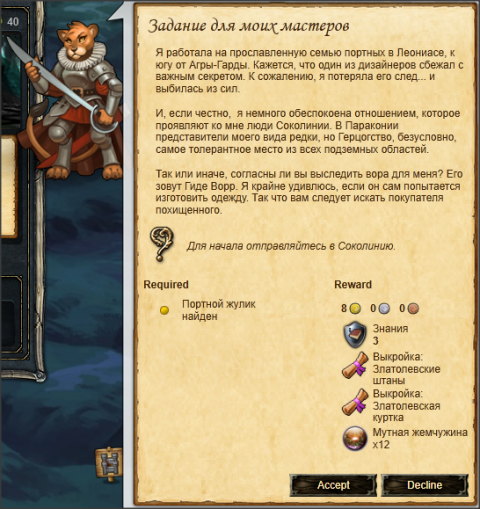 40
Задание для моих мастеров
Я работала на прославленную семью портных в Леониасе, к
югу от Агры-Гарды. Кажется, что один из дизайнеров сбежал с
важным секретом. К сожалению, я потеряла его след... и
выбилась из сил.
И, если честно, я немного обеспокоена отношением, которое
проявляют ко мне люди Соколинии. В Параконии
представители моего вида редки, но Герцогство, безусловно,
самое толерантное место из всех подземных областей.
Так или иначе, согласны ли вы выследить вора для меня? Его
зовут Гиде Ворр. Я крайне удивлюсь, если он сам попытается
изготовить одежду. Так что вам следует искать покупателя
похищенного.
Для начала отправляйтесь в Соколинию.
Required
Портной жулик
найден
Reward
8 0 0
Знания
3
Выкройка:
Златолевские
штаны
Выкройка:
Златолевская
куртка
Мутная жемчужина
x12
Accept Decline